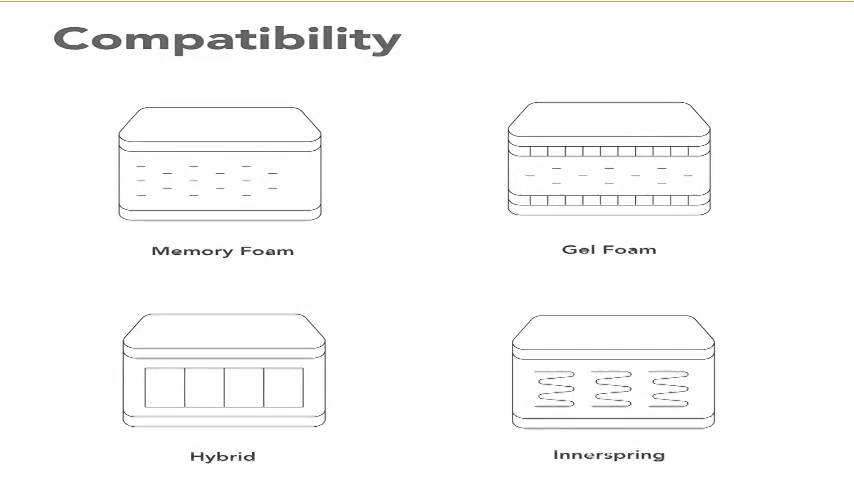 Compatibility
Memory Foam
Gel Foam
Hybrid
Innerspring